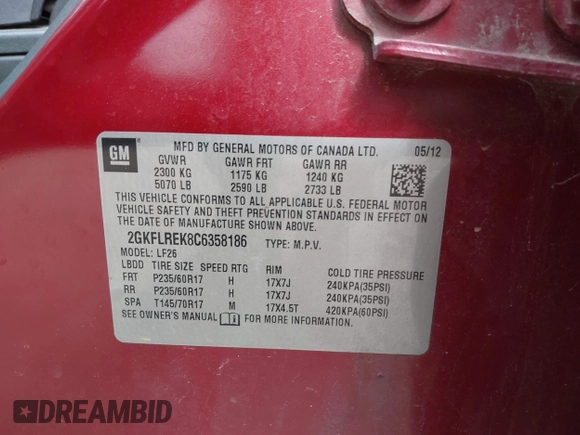 GM
MFD BY GENERAL MOTORS OF CANADA LTD. 05/12
GVWR GAWR FRT GAWR RR
2300 KG 1175 KG 1240 KG
5070 LB 2590 LB 2733 LB
THIS VEHICLE CONFORMS TO ALL APPLICABLE U.S. FEDERAL MOTOR
VEHICLE SAFETY AND THEFT PREVENTION STANDARDS IN EFFECT ON
THE DATE OF MANUFACTURE SHOWN ABOVE.
2GKFLREK8C6358186 TYPE: M.P.V.
MODEL: LF26
LBDD TIRE SIZE SPEED RTG RIM COLD TIRE PRESSURE
FRT P235/60R17 H 17X7J 240KPA(35PSI)
RR P235/60R17 H 17X7J 240KPA(35PSI)
SPA T145/70R17 M 17X4.5T 420KPA(60PSI)
SEE OWNER'S MANUAL FOR MORE INFORMATION.
DREAMBID